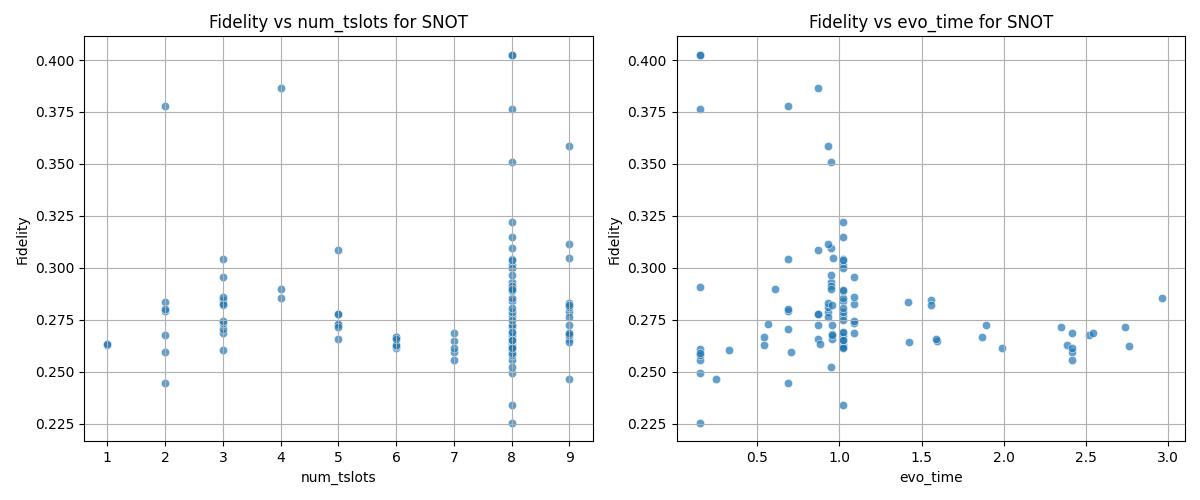 Fidelity vs num_tslots for SNOT
0.400
0.375
0.350
0.325
0.300
0.275
0.250
0.225
Fidelity
1 2 3 4 5 6 7 8 9
num_tslots
Fidelity vs evo_time for SNOT
0.400
0.375
0.350
0.325
0.300
0.275
0.250
0.225
Fidelity
0.5 1.0 1.5 2.0 2.5 3.0
evo_time